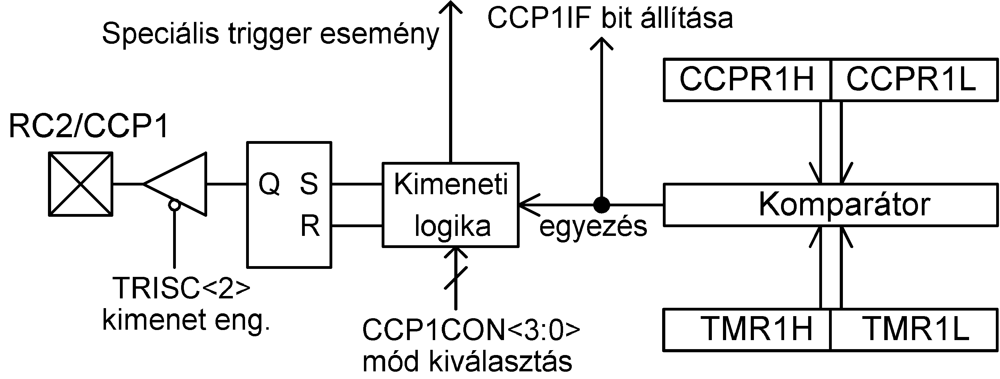 CCP1IF bit állítása
Speciális trigger esemény
CCPR1H CCPR1L
RC2/CCP1
Q S
R
Kimeneti
logika
egyezés
Komparátor
TRISC<2>
kimenet eng.
CCP1CON<3:0>
mód kiválasztás
TMR1H TMR1L